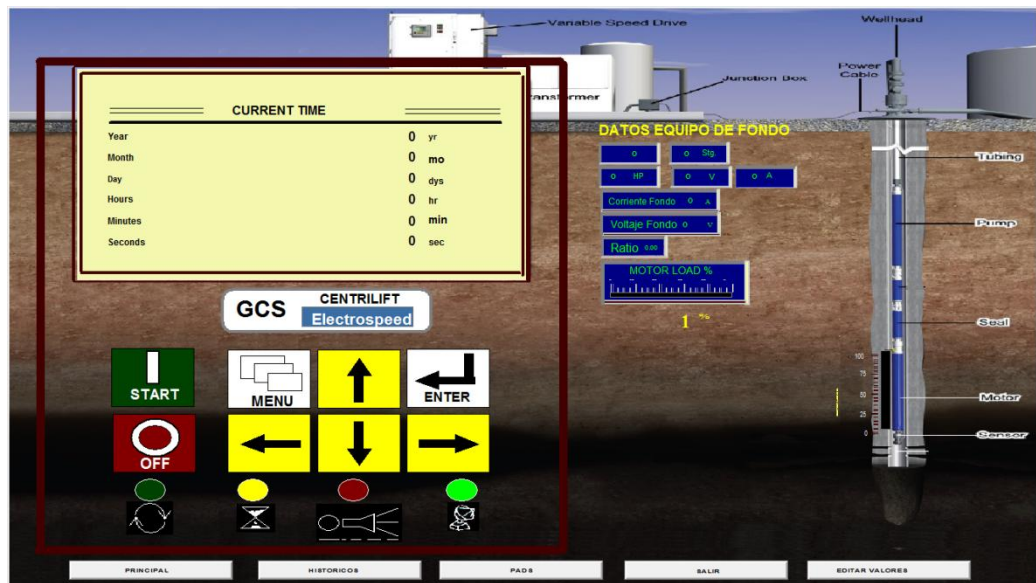 Variable Speed Drive
Wellhead
Power
Cable
Junction Box
ransformer
CURRENT TIME
Year 0 yr
Month 0 mo
Day 0 dys
Hours 0 hr
Minutes 0 min
Seconds 0 sec
DATOS EQUIPO DE FONDO
0 0 Stg.
0 HP 0 V 0 A
Corriente Fondo 0 A
Voltaje Fondo 0 V
Ratio 0.00
MOTOR LOAD %
1 %
Tubing
Pump
Seal
Motor
Sensor
100
75
50
25
0
GCS CENTRILIFT
Electrospeed
START
MENU
ENTER
OFF
PRINCIPAL HISTORICOS PADS SALIR EDITAR VALORES